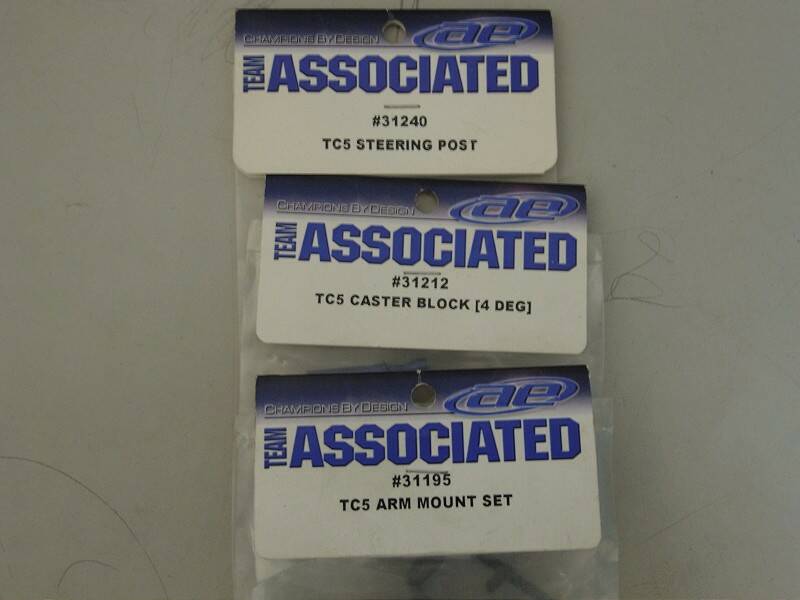 CHAMPIONS BY DESIGN ae
TEAM ASSOCIATED
#31240
TC5 STEERING POST
CHAMPIONS BY DESIGN ae
TEAM ASSOCIATED
#31212
TC5 CASTER BLOCK [4 DEG]
CHAMPIONS BY DESIGN ae
TEAM ASSOCIATED
#31195
TC5 ARM MOUNT SET